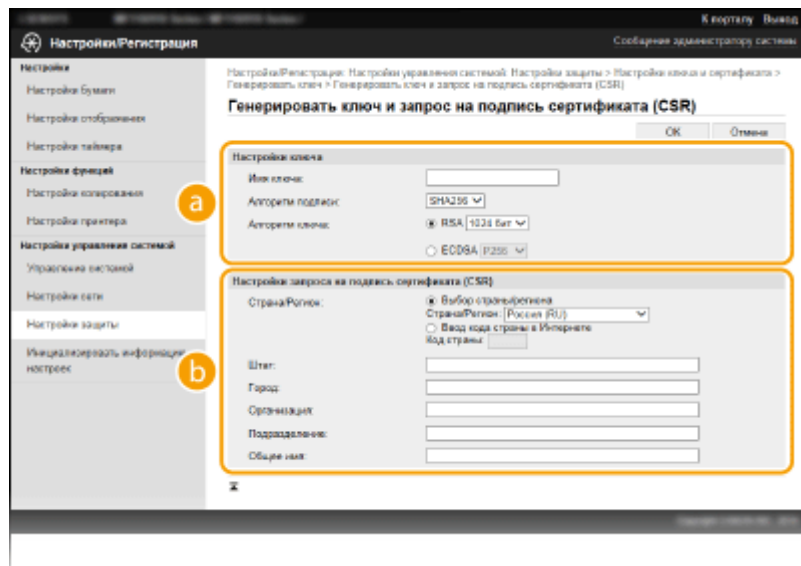 К порталу Выход
Настройки/Регистрация
Сообщение администратору системы
Настройки
Настройки бумаги
Настройки отображения
Настройки таймера
Настройки функций
Настройки копирования
Настройки принтера
Настройки управления системой
Управление системой
Настройки сети
Настройки защиты
Инициализировать информацию
настроек
Настройка/Регистрация: Настройки управления системой: Настройки защиты > Настройки ключа и сертификата >
Генерировать ключ > Генерировать ключ и запрос на подпись сертификата (CSR)
Генерировать ключ и запрос на подпись сертификата (CSR)
OK Отмена
a
Настройки ключа
Имя ключа:
Алгоритм подписи: SHA256
Алгоритм ключа: RSA 1024 бит
ECDSA P256
b
Настройки запроса на подпись сертификата (CSR)
Страна/Регион: Выбор страны/региона
Страна/Регион: Россия (RU)
Ввод кода страны в Интернете
Код страны:
Штат:
Город:
Организация:
Подразделение:
Общее имя: